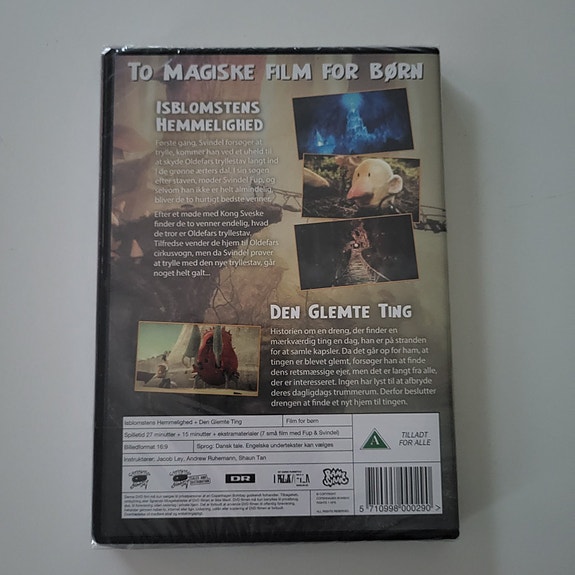 To Magiske film for Børn
Isblomstens
Hemmelighed
Første gang, Svindel forsøger at
trylle, kommer han ved et uheld til
at skyde Oldefars tryllestav langt ind
i de grønne ærters dal. I sin søgen
efter staven, møder Svindel Fup, og
selvom han ikke er helt almindelig,
bliver de to hurtigt bedste venner.
Efter et møde med Kong Sveske
finder de to venner endelig, hvad
de tror er Oldefars tryllestav.
Tilfredse vender de hjem til Oldefars
cirkusvogn, men da Svindel prøver
at trylle med den nye tryllestav, går
noget helt galt...
Den Glemte Ting
Historien om en dreng, der finder en
mærkværdig ting en dag, han er på stranden
for at samle kapsler. Da det går op for ham, at
tingen er blevet glemt, forsøger han at finde
dens retsmæssige ejer, men det er langt fra alle,
der er interesseret. Ingen har lyst til at afbryde
deres dagligdags trummerum. Derfor beslutter
drengen at finde et nyt hjem til tingen.
Isblomstens Hemmelighed + Den Glemte Ting
Film for børn
Spilletid 27 minutter + 15 minutter + ekstramaterialer (7 små film med Fup & Svindel)
Billedformat 16:9
Sprog: Dansk tale. Engelske undertekster kan vælges
Instruktører: Jacob Ley, Andrew Ruhemann, Shaun Tan
A
TILLADT
FOR ALLE
DR
5 710998 000290 >